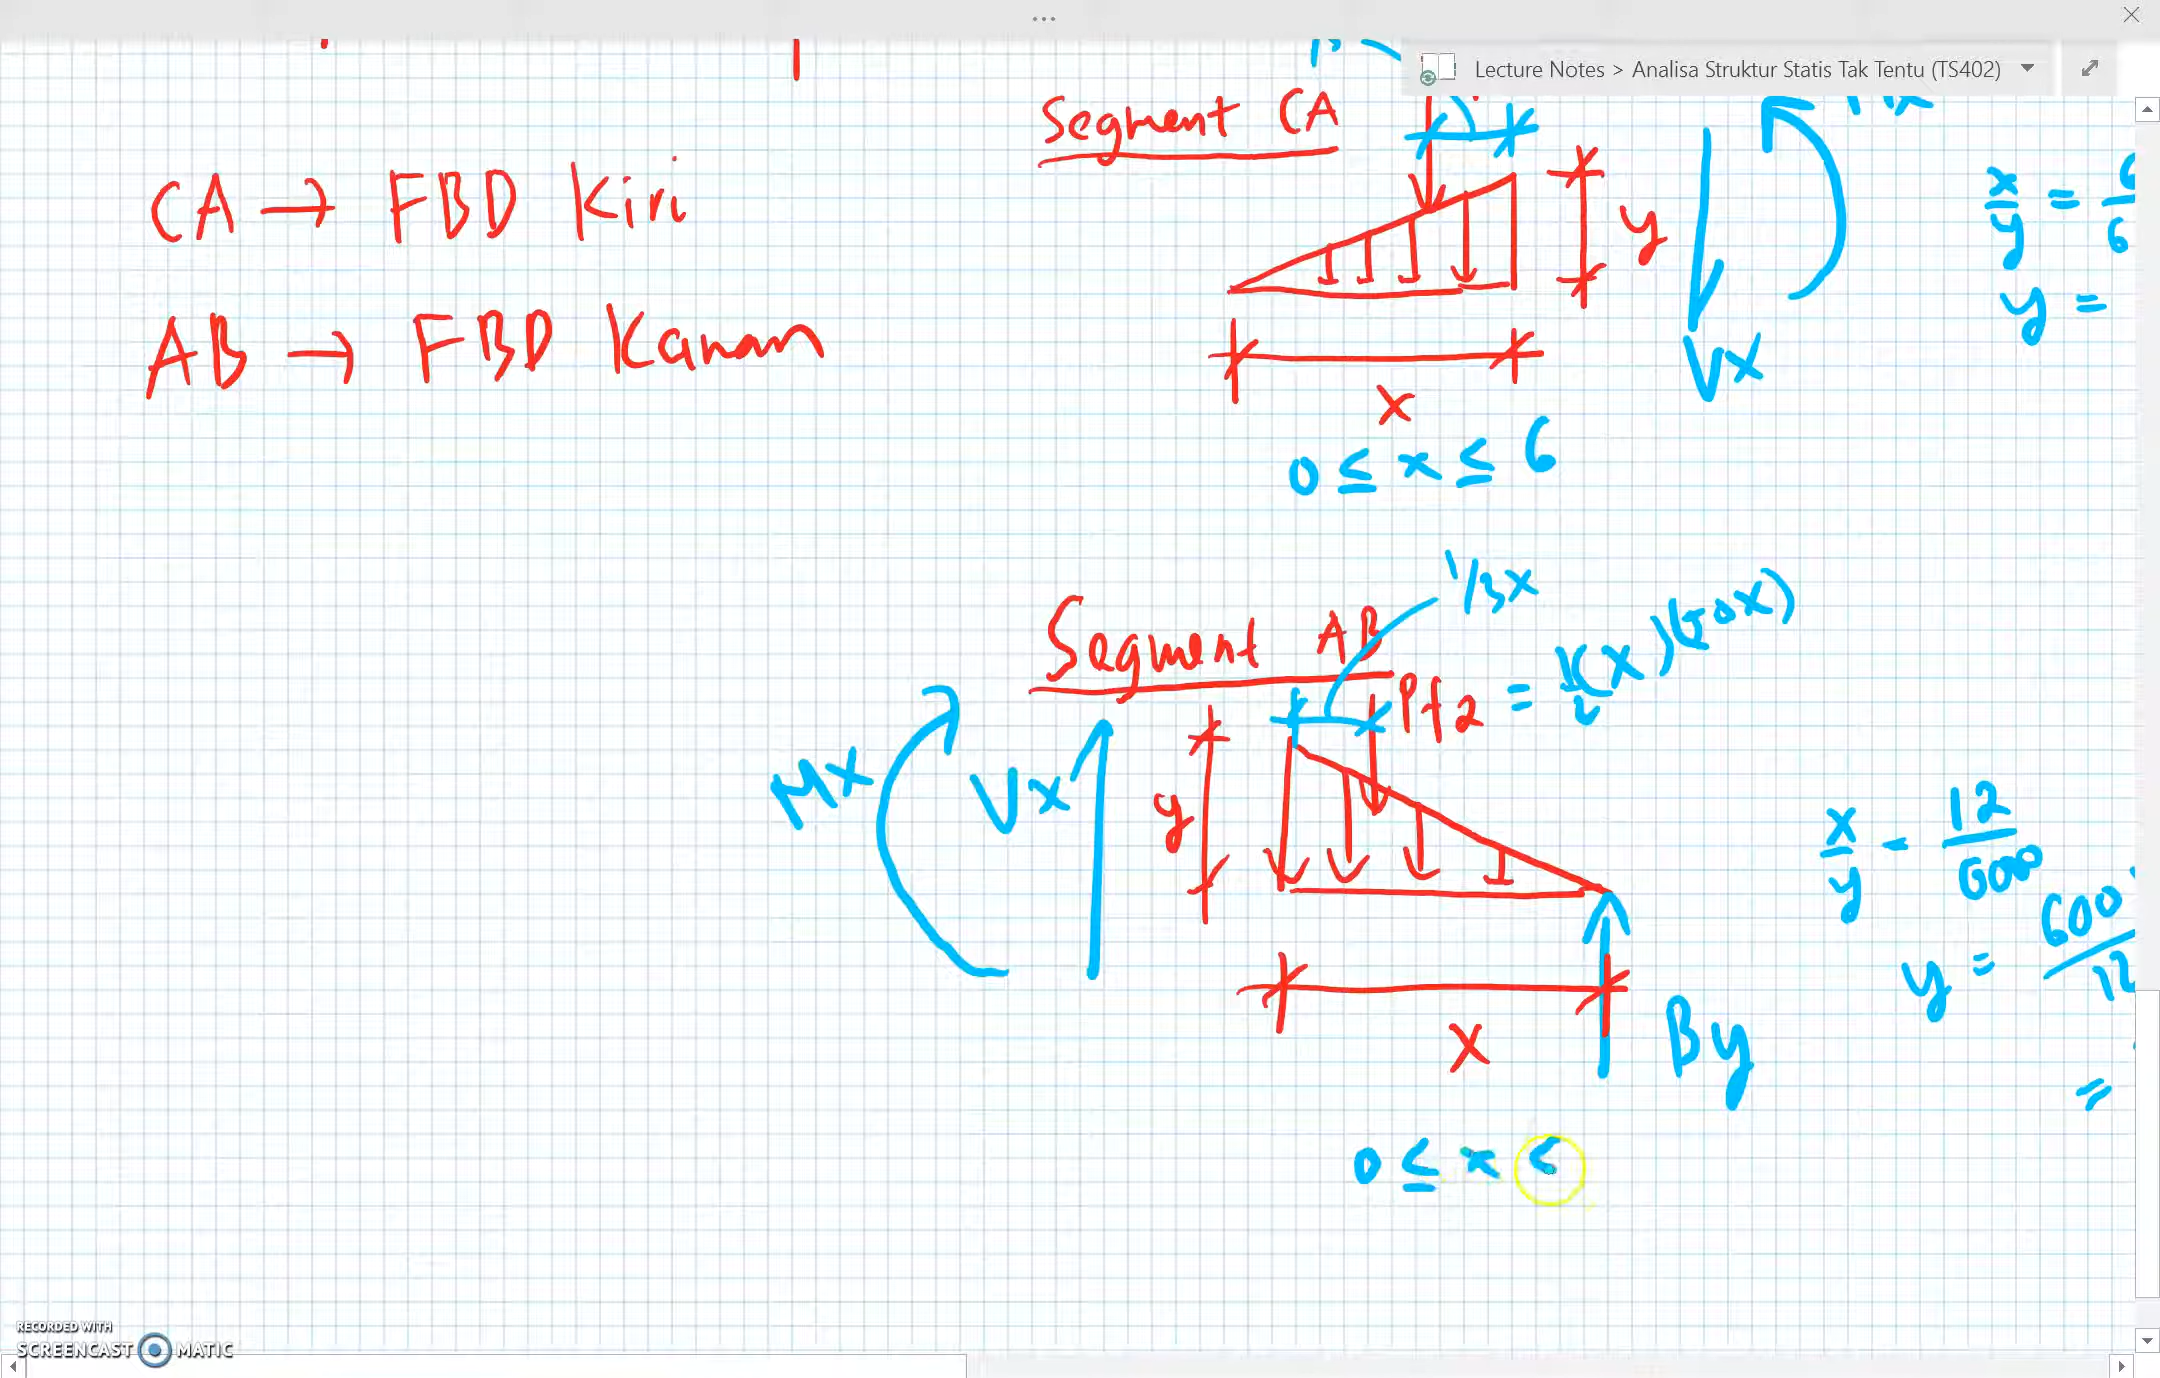 Lecture Notes > Analisa Struktur Statis Tak Tentu (TS402)
Segment CA
CA → FBD Kiri
AB → FBD Kanan
y
Vx
x
0 ≤ x ≤ 6
x/y =
y =
Segment AB
1/3x
Pf2 = 1/2(x)(50x)
Mx
Vx
y
x/y = 12/600
y = 600/12
=
By
x
0 ≤ x <
RECORDED WITH
SCREENCAST MATIC